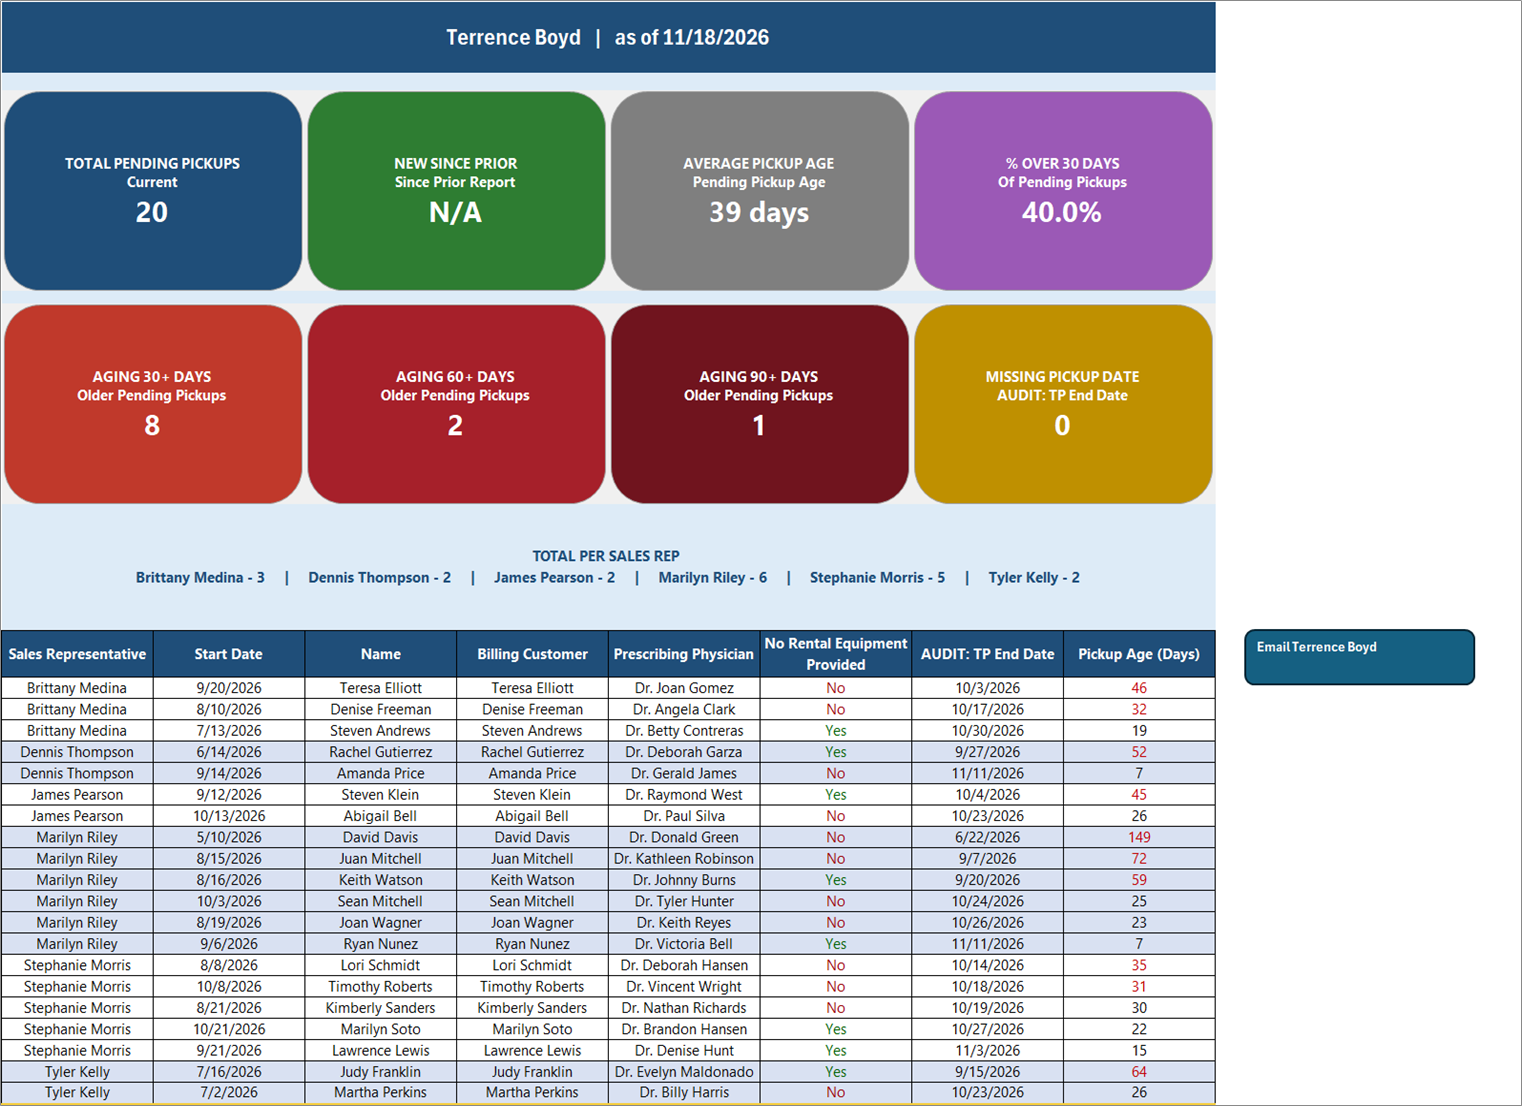 Terrence Boyd | as of 11/18/2026
TOTAL PENDING PICKUPS
Current
20
NEW SINCE PRIOR
Since Prior Report
N/A
AVERAGE PICKUP AGE
Pending Pickup Age
39 days
% OVER 30 DAYS
Of Pending Pickups
40.0%
AGING 30+ DAYS
Older Pending Pickups
8
AGING 60+ DAYS
Older Pending Pickups
2
AGING 90+ DAYS
Older Pending Pickups
1
MISSING PICKUP DATE
AUDIT: TP End Date
0
TOTAL PER SALES REP
Brittany Medina - 3 | Dennis Thompson - 2 | James Pearson - 2 | Marilyn Riley - 6 | Stephanie Morris - 5 | Tyler Kelly - 2
Sales Representative Start Date Name Billing Customer Prescribing Physician No Rental Equipment Provided AUDIT: TP End Date Pickup Age (Days)
Email Terrence Boyd
Brittany Medina 9/20/2026 Teresa Elliott Teresa Elliott Dr. Joan Gomez No 10/3/2026 46
Brittany Medina 8/10/2026 Denise Freeman Denise Freeman Dr. Angela Clark No 10/17/2026 32
Brittany Medina 7/13/2026 Steven Andrews Steven Andrews Dr. Betty Contreras Yes 10/30/2026 19
Dennis Thompson 6/14/2026 Rachel Gutierrez Rachel Gutierrez Dr. Deborah Garza Yes 9/27/2026 52
Dennis Thompson 9/14/2026 Amanda Price Amanda Price Dr. Gerald James No 11/11/2026 7
James Pearson 9/12/2026 Steven Klein Steven Klein Dr. Raymond West Yes 10/4/2026 45
James Pearson 10/13/2026 Abigail Bell Abigail Bell Dr. Paul Silva No 10/23/2026 26
Marilyn Riley 5/10/2026 David Davis David Davis Dr. Donald Green No 6/22/2026 149
Marilyn Riley 8/15/2026 Juan Mitchell Juan Mitchell Dr. Kathleen Robinson No 9/7/2026 72
Marilyn Riley 8/16/2026 Keith Watson Keith Watson Dr. Johnny Burns Yes 9/20/2026 59
Marilyn Riley 10/3/2026 Sean Mitchell Sean Mitchell Dr. Tyler Hunter No 10/24/2026 25
Marilyn Riley 8/19/2026 Joan Wagner Joan Wagner Dr. Keith Reyes No 10/26/2026 23
Marilyn Riley 9/6/2026 Ryan Nunez Ryan Nunez Dr. Victoria Bell Yes 11/11/2026 7
Stephanie Morris 8/8/2026 Lori Schmidt Lori Schmidt Dr. Deborah Hansen No 10/14/2026 35
Stephanie Morris 10/8/2026 Timothy Roberts Timothy Roberts Dr. Vincent Wright No 10/18/2026 31
Stephanie Morris 8/21/2026 Kimberly Sanders Kimberly Sanders Dr. Nathan Richards No 10/19/2026 30
Stephanie Morris 10/21/2026 Marilyn Soto Marilyn Soto Dr. Brandon Hansen Yes 10/27/2026 22
Stephanie Morris 9/21/2026 Lawrence Lewis Lawrence Lewis Dr. Denise Hunt Yes 11/3/2026 15
Tyler Kelly 7/16/2026 Judy Franklin Judy Franklin Dr. Evelyn Maldonado Yes 9/15/2026 64
Tyler Kelly 7/2/2026 Martha Perkins Martha Perkins Dr. Billy Harris No 10/23/2026 26